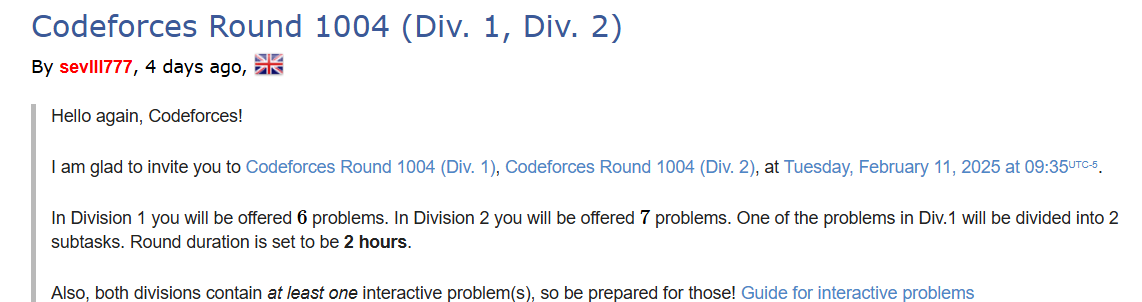 Codeforces Round 1004 (Div. 1, Div. 2)
By sevlll777, 4 days ago,
Hello again, Codeforces!
I am glad to invite you to Codeforces Round 1004 (Div. 1), Codeforces Round 1004 (Div. 2), at Tuesday, February 11, 2025 at 09:35UTC-5.
In Division 1 you will be offered 6 problems. In Division 2 you will be offered 7 problems. One of the problems in Div.1 will be divided into 2
subtasks. Round duration is set to be 2 hours.
Also, both divisions contain at least one interactive problem(s), so be prepared for those! Guide for interactive problems